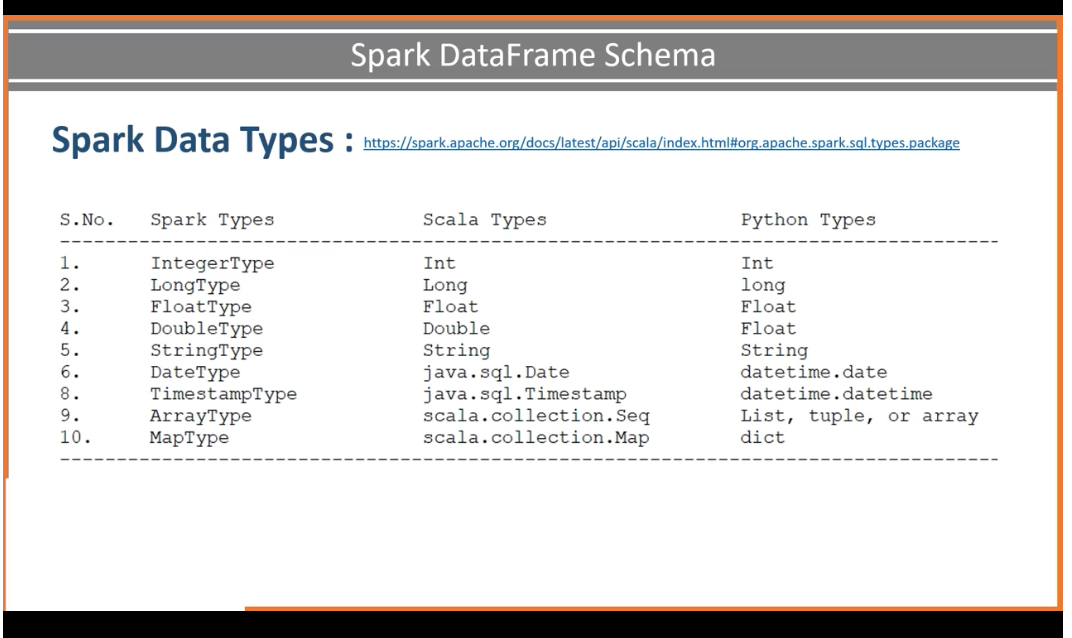 Spark DataFrame Schema
Spark Data Types : https://spark.apache.org/docs/latest/api/scala/index.html#org.apache.spark.sql.types.package
S.No. Spark Types Scala Types Python Types
--------------------------------------------------------------------------------
1. IntegerType Int Int
2. LongType Long long
3. FloatType Float Float
4. DoubleType Double Float
5. StringType String String
6. DateType java.sql.Date datetime.date
8. TimestampType java.sql.Timestamp datetime.datetime
9. ArrayType scala.collection.Seq List, tuple, or array
10. MapType scala.collection.Map dict
--------------------------------------------------------------------------------